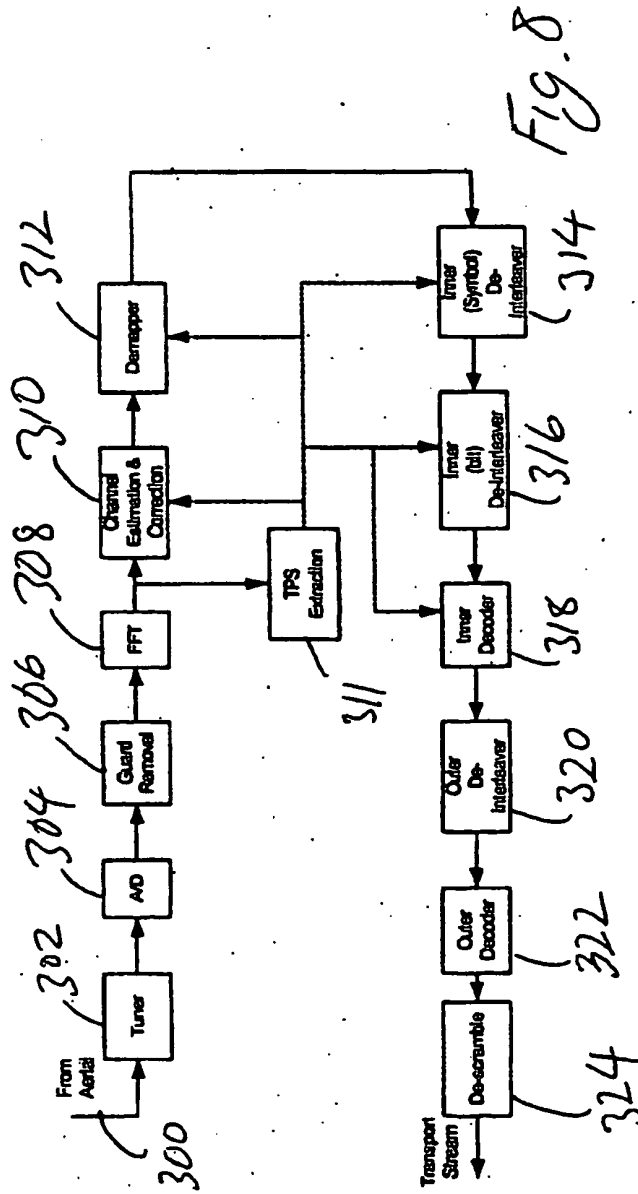 From
Aerial
300
302
Tuner
304
A/D
306
Guard
Removal
308
FFT
310
Channel
Estimation &
Correction
312
Demapper
TPS
Extraction
311
Inner
(Symbol)
De-
Interleaver
314
Inner
(bit)
De-Interleaver
316
Inner
Decoder
318
Outer
De-
Interleaver
320
Outer
Decoder
322
De-scramble
324
Transport
Stream
Fig. 8